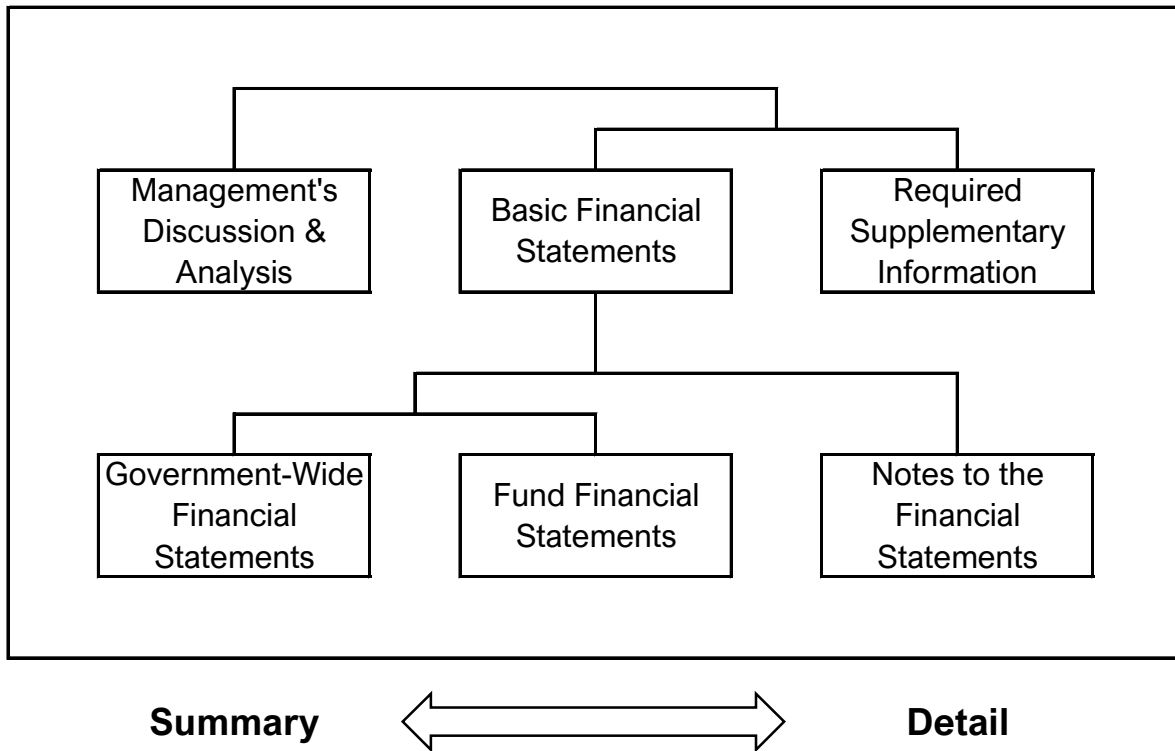 Management's
Discussion &
Analysis
Basic Financial
Statements
Required
Supplementary
Information
Government-Wide
Financial
Statements
Fund Financial
Statements
Notes to the
Financial
Statements
Summary
Detail